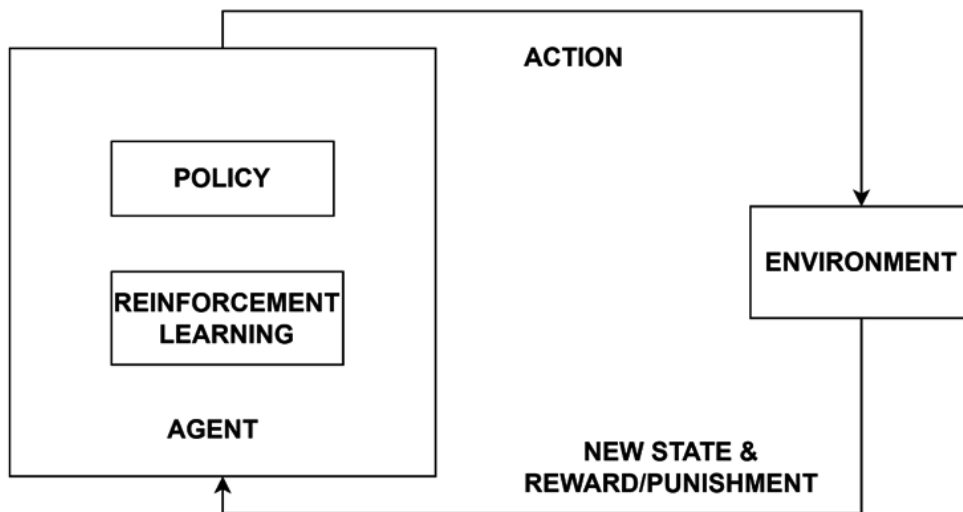 ACTION
POLICY
ENVIRONMENT
REINFORCEMENT
LEARNING
AGENT
NEW STATE &
REWARD/PUNISHMENT